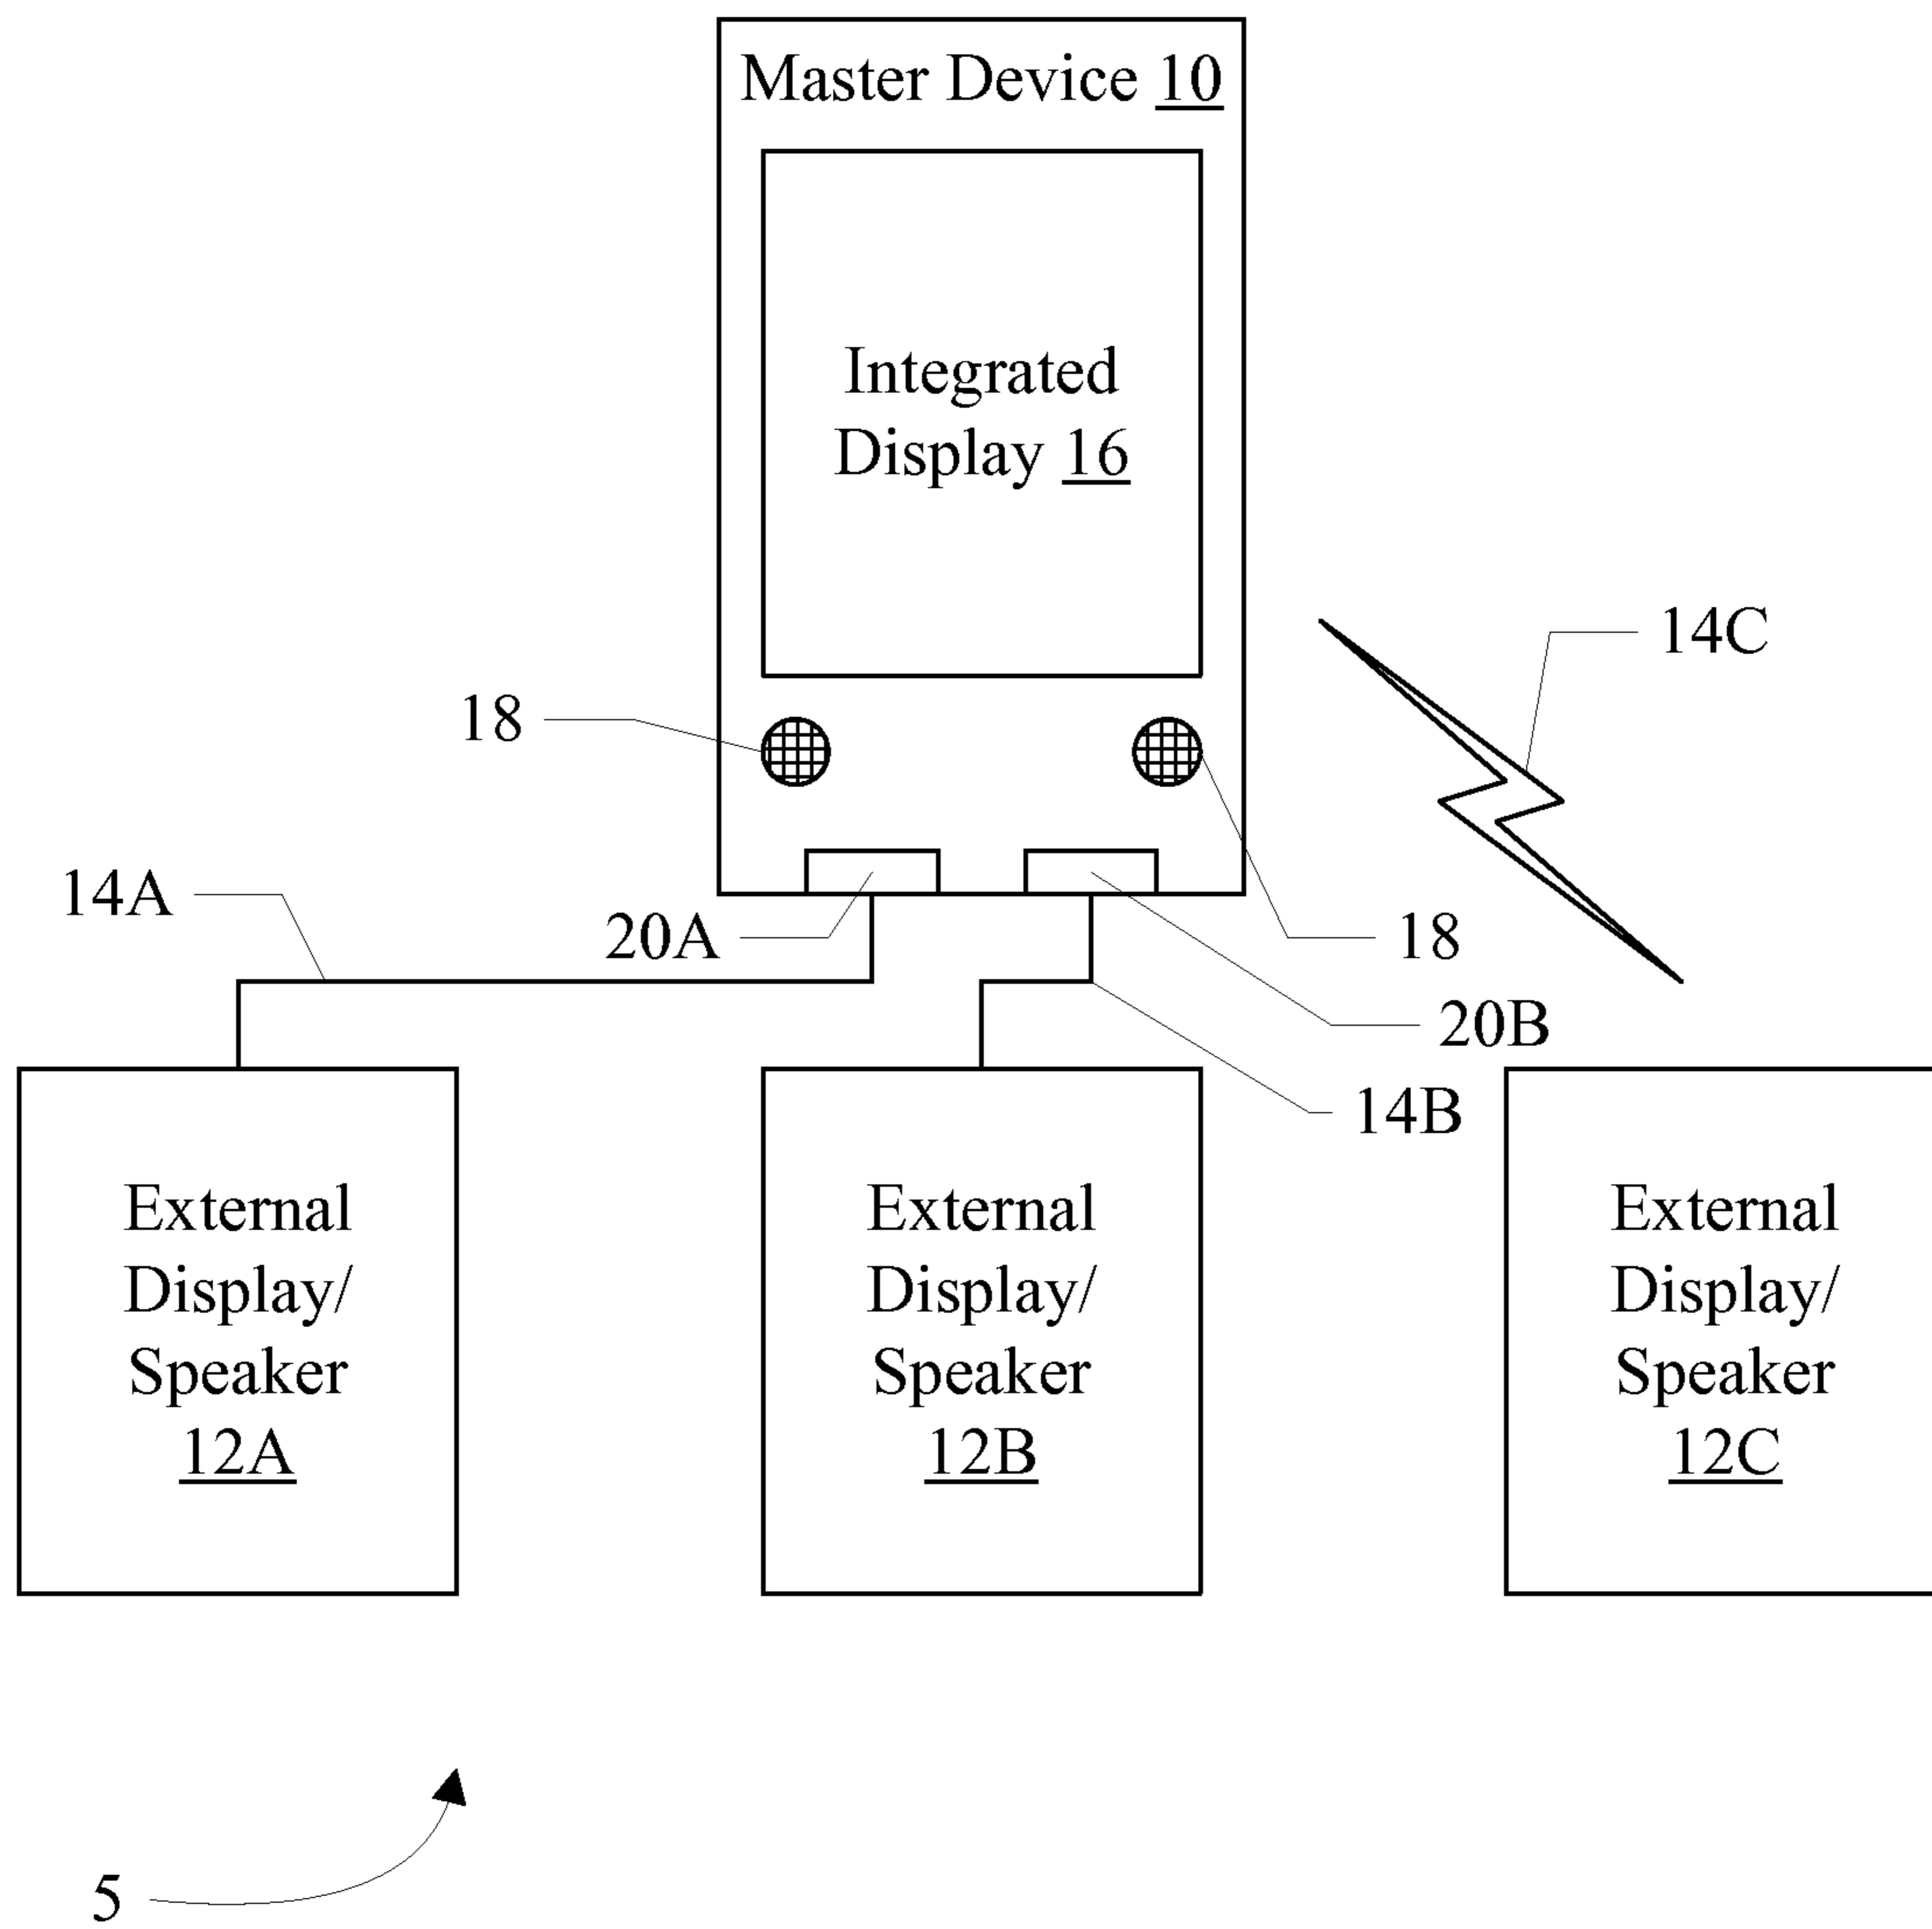 Master Device 10
Integrated
Display 16
14C
18
14A
20A
18
20B
14B
External
Display/
Speaker
12A
External
Display/
Speaker
12B
External
Display/
Speaker
12C
5